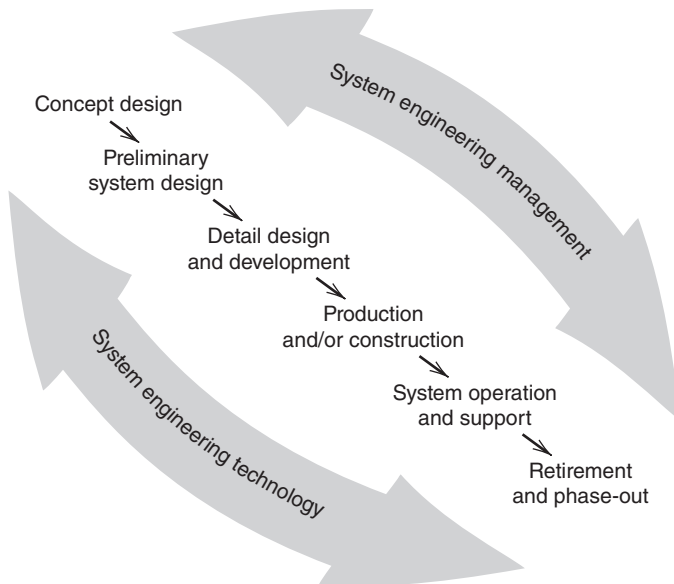 System engineering management
Concept design
Preliminary
system design
Detail design
and development
Production
and/or construction
System operation
and support
Retirement
and phase-out
System engineering technology